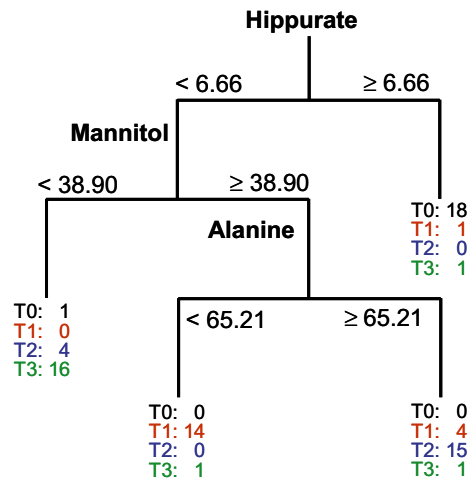 Hippurate
< 6.66
≥ 6.66
Mannitol
< 38.90
≥ 38.90
Alanine
T0: 18
T1: 1
T2: 0
T3: 1
T0: 1
T1: 0
T2: 4
T3: 16
< 65.21
≥ 65.21
T0: 0
T1: 14
T2: 0
T3: 1
T0: 0
T1: 4
T2: 15
T3: 1